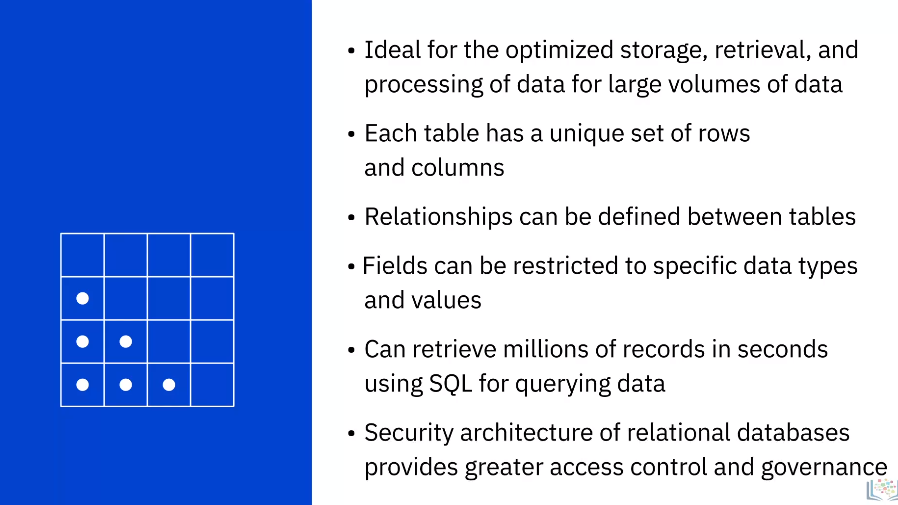 • Ideal for the optimized storage, retrieval, and
processing of data for large volumes of data
• Each table has a unique set of rows
and columns
• Relationships can be defined between tables
• Fields can be restricted to specific data types
and values
• Can retrieve millions of records in seconds
using SQL for querying data
• Security architecture of relational databases
provides greater access control and governance